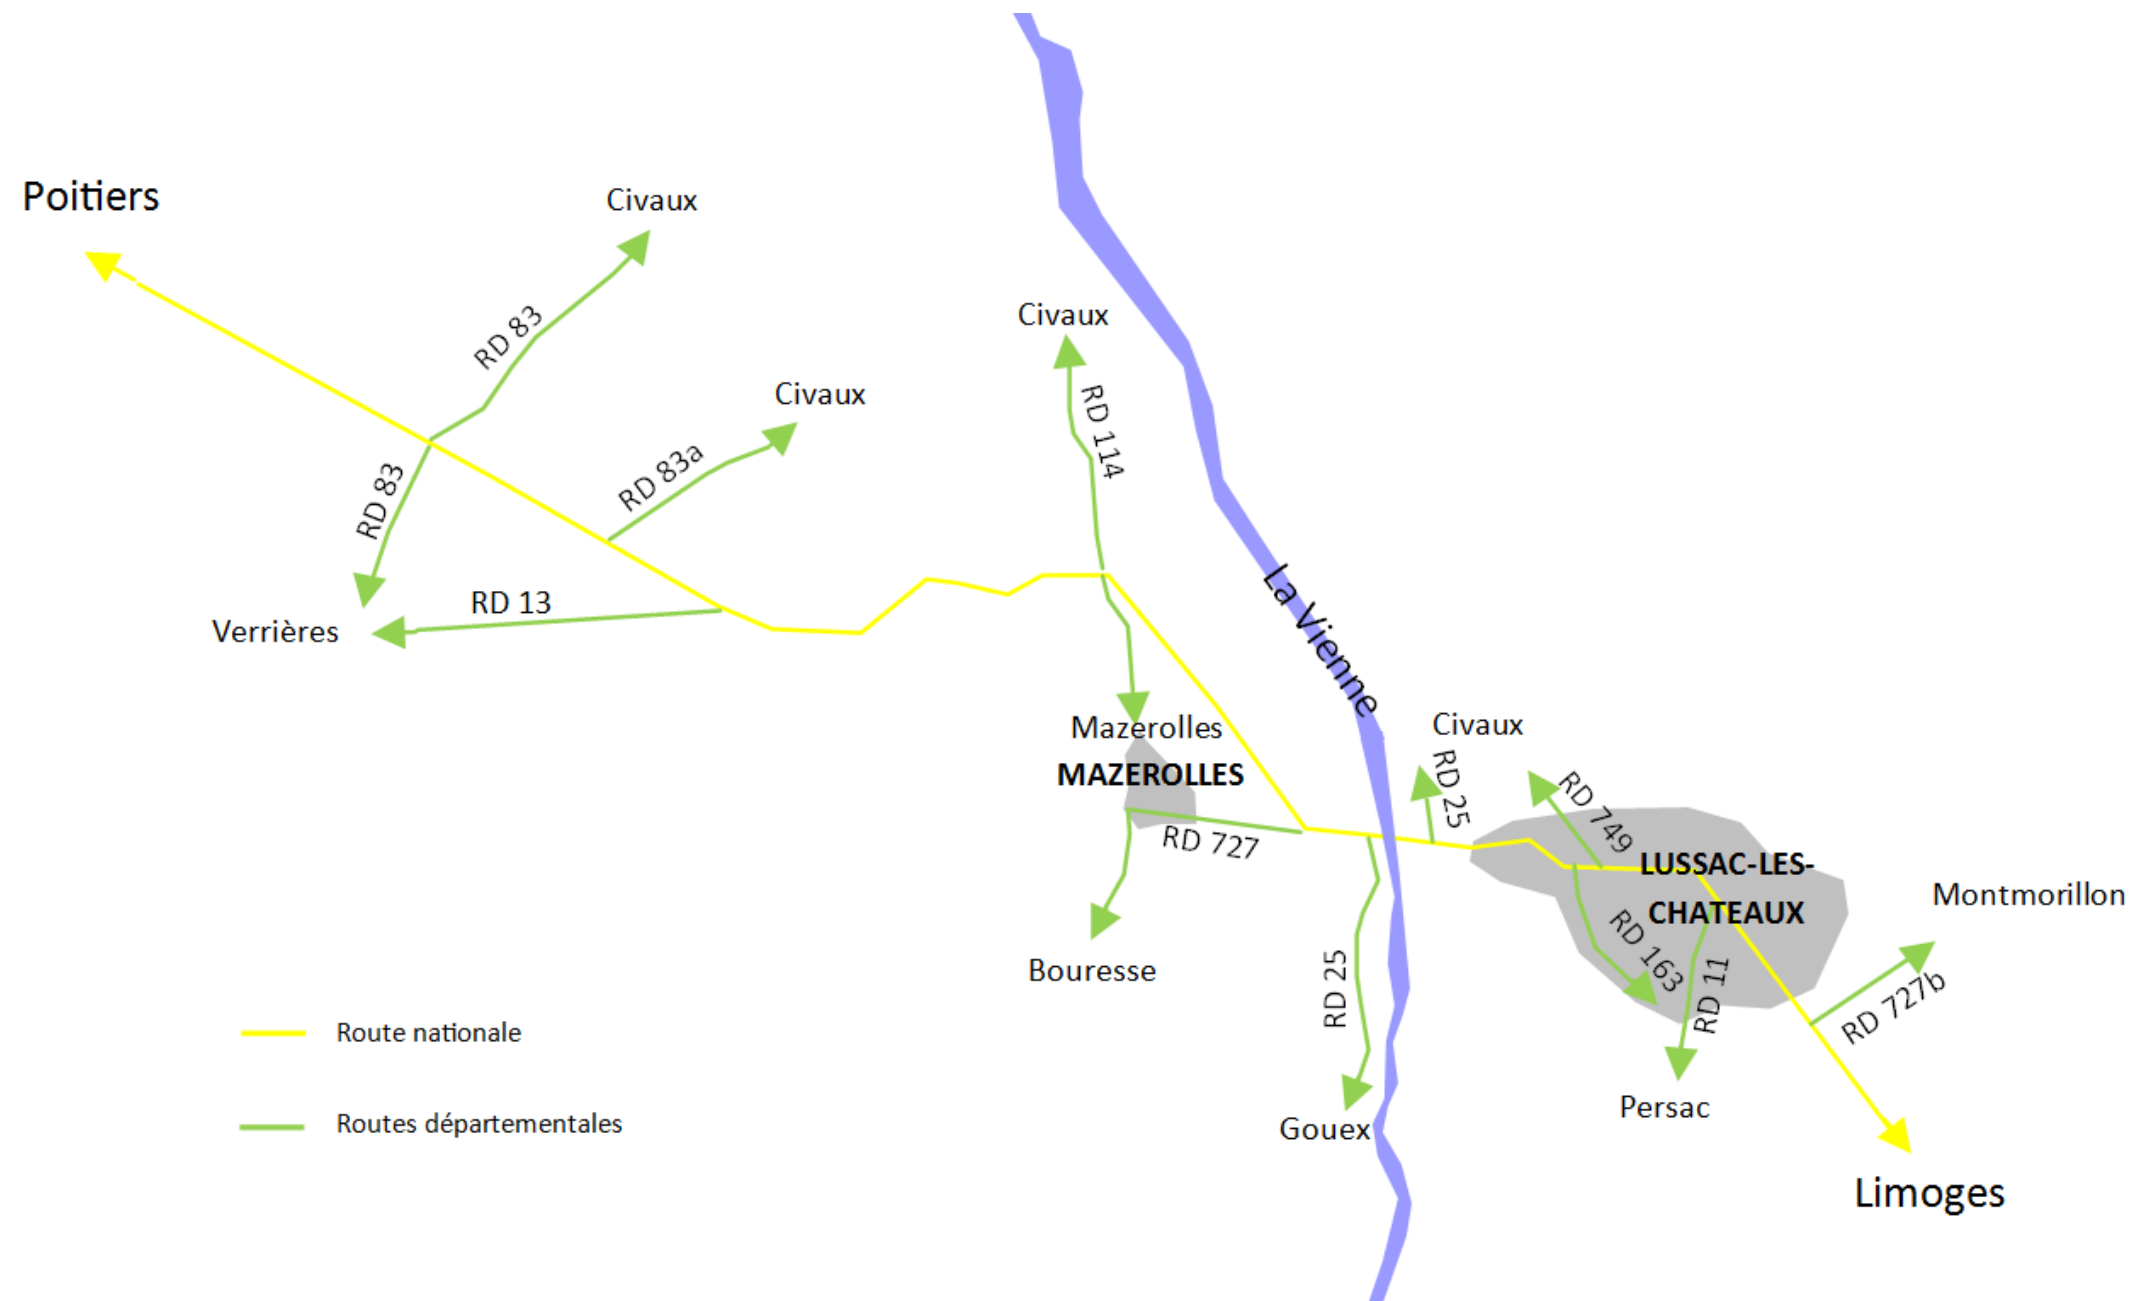 Poitiers
Civaux
RD 83
Civaux
Civaux
RD 114
RD 83a
RD 83
RD 13
Verrières
La Vienne
Mazerolles
MAZEROLLES
Civaux
RD 25
RD 749
RD 727
LUSSAC-LES-
CHATEAUX
Montmorillon
RD 163
RD 11
RD 727b
Bouresse
RD 25
Route nationale
Routes départementales
Gouex
Persac
Limoges